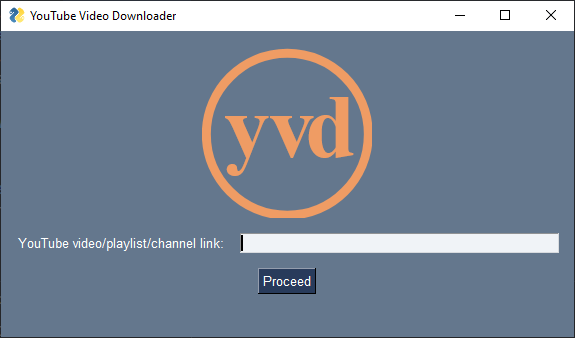 YouTube Video Downloader
yvd
YouTube video/playlist/channel link:
Proceed